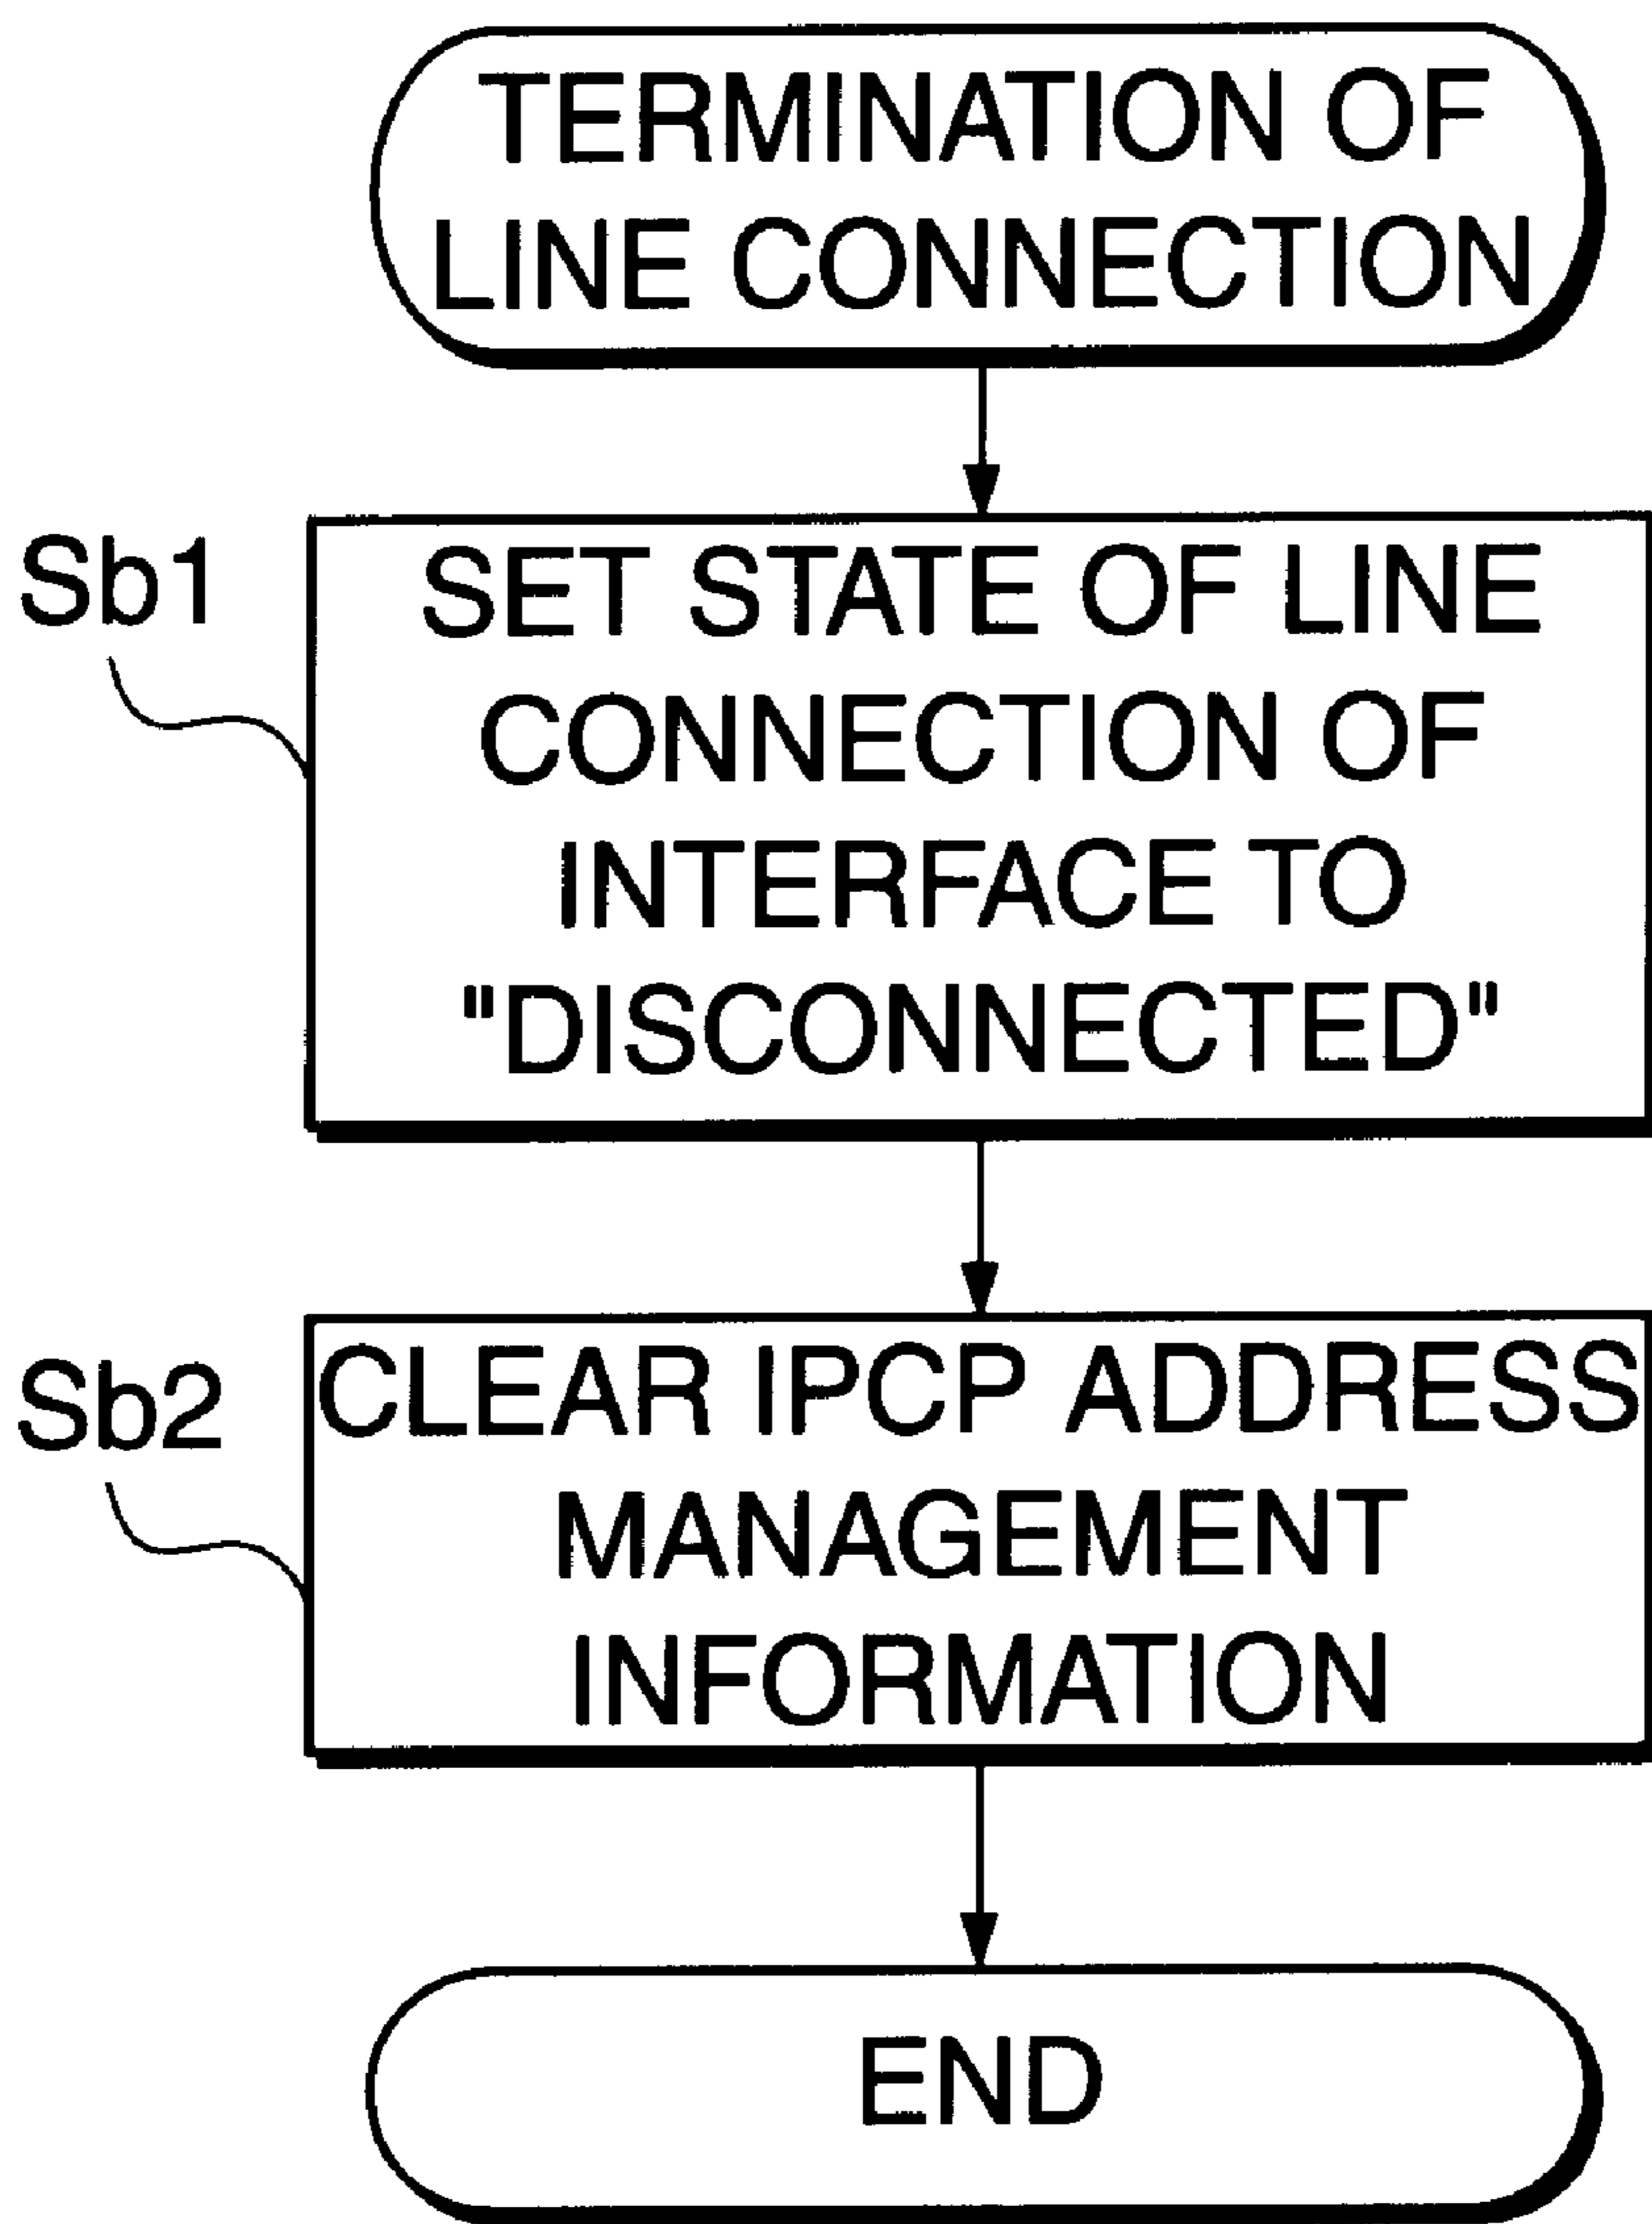 TERMINATION OF
LINE CONNECTION
Sb1
SET STATE OF LINE
CONNECTION OF
INTERFACE TO
"DISCONNECTED"
Sb2
CLEAR IPCP ADDRESS
MANAGEMENT
INFORMATION
END